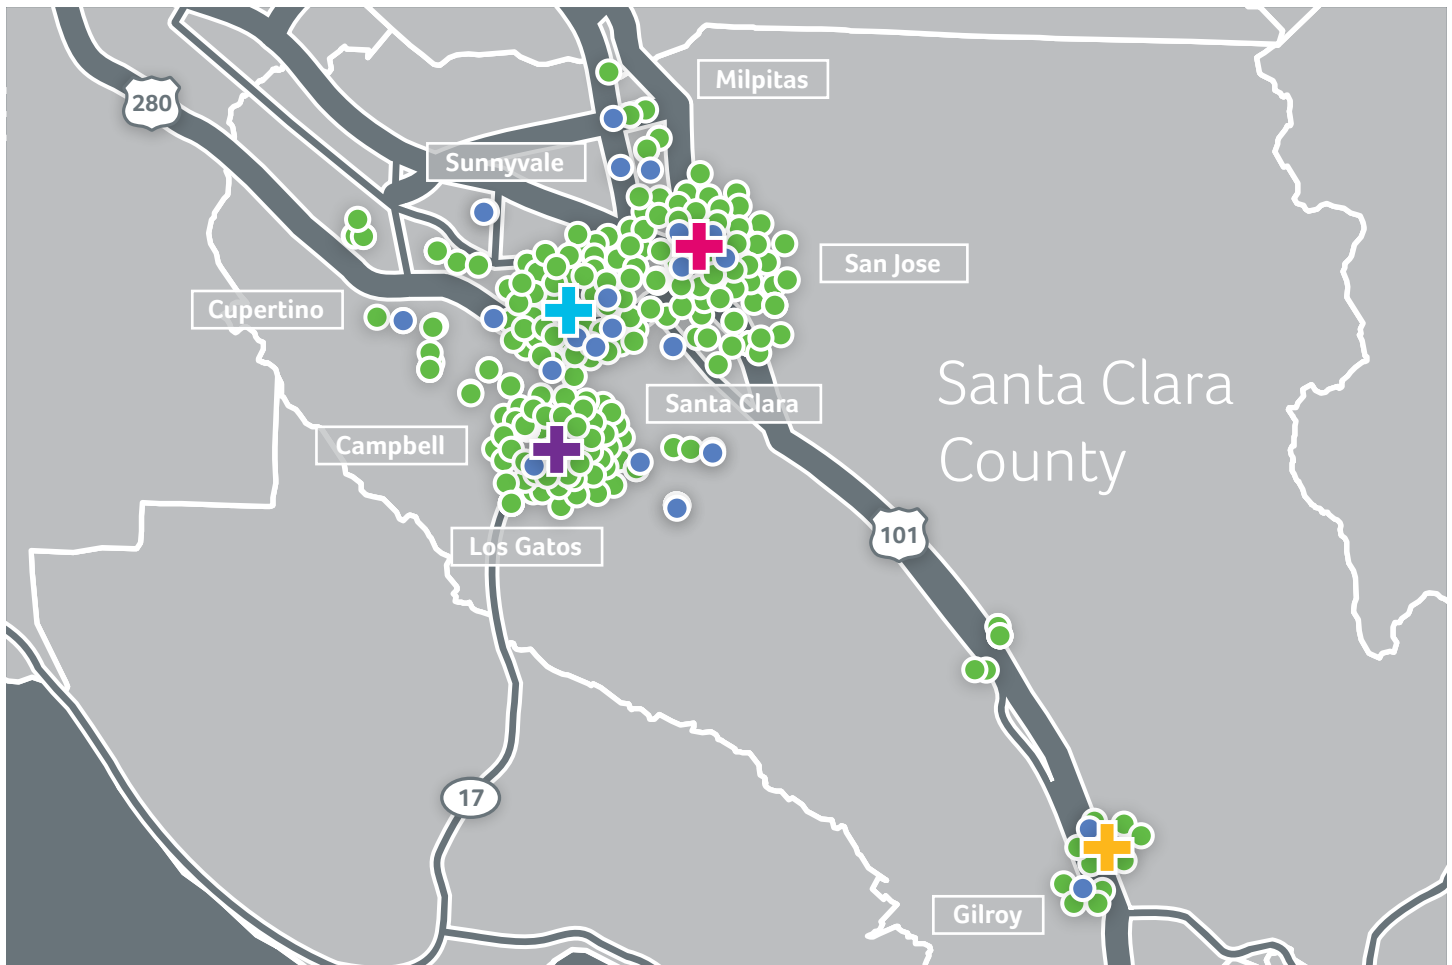 Milpitas
280
Sunnyvale
San Jose
Cupertino
Santa Clara
County
Santa Clara
Campbell
101
Los Gatos
17
Gilroy